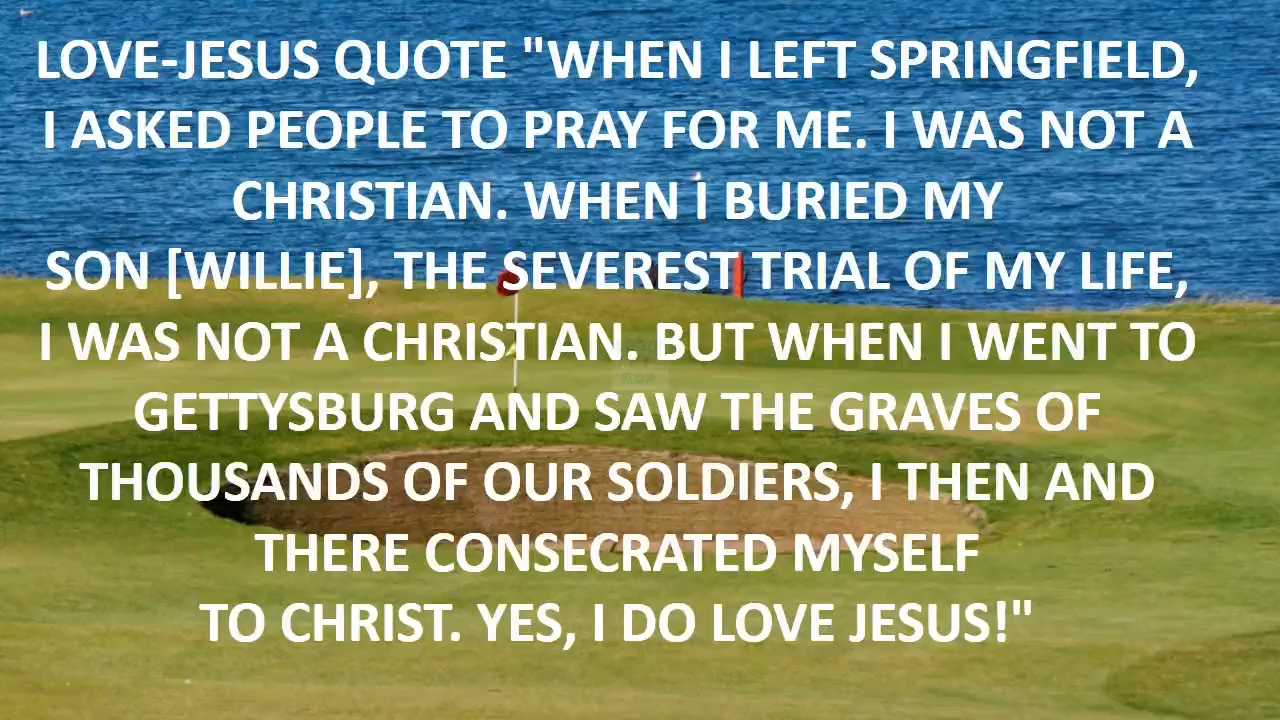 LOVE-JESUS QUOTE "WHEN I LEFT SPRINGFIELD,
I ASKED PEOPLE TO PRAY FOR ME. I WAS NOT A
CHRISTIAN. WHEN I BURIED MY
SON [WILLIE], THE SEVEREST TRIAL OF MY LIFE,
I WAS NOT A CHRISTIAN. BUT WHEN I WENT TO
GETTYSBURG AND SAW THE GRAVES OF
THOUSANDS OF OUR SOLDIERS, I THEN AND
THERE CONSECRATED MYSELF
TO CHRIST. YES, I DO LOVE JESUS!"